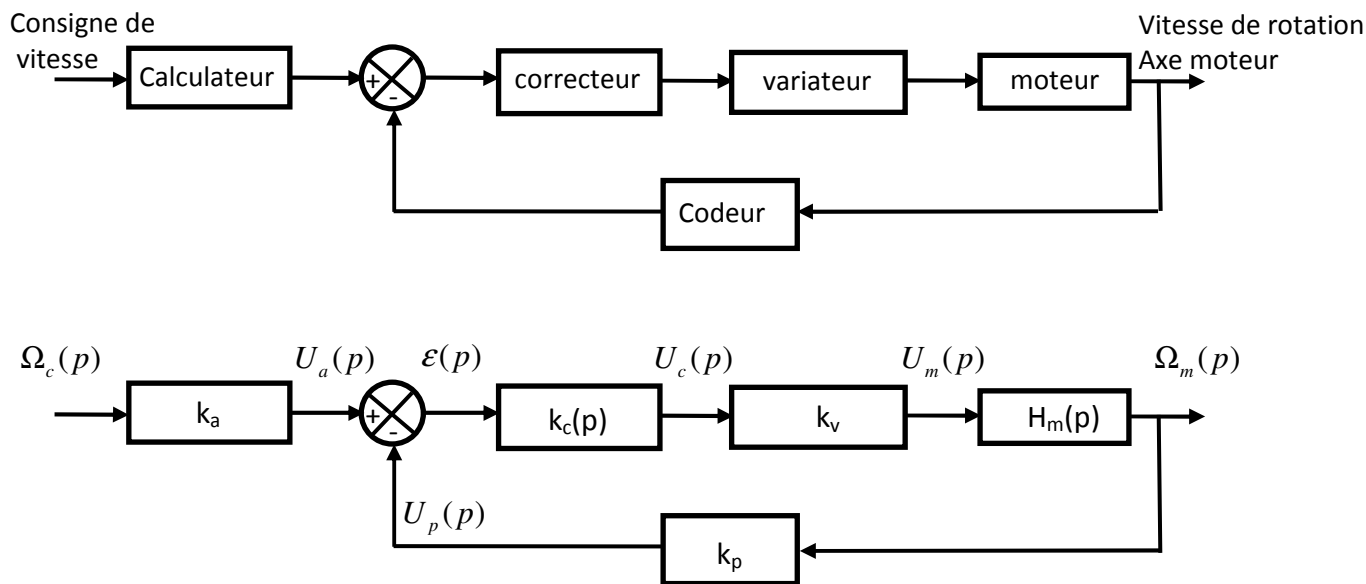 Consigne de
vitesse
Calculateur
+
-
correcteur
variateur
moteur
Vitesse de rotation
Axe moteur
Codeur
Ω_c(p)
k_a
U_a(p)
+
-
ε(p)
k_c(p)
U_c(p)
k_v
U_m(p)
H_m(p)
Ω_m(p)
U_p(p)
k_p